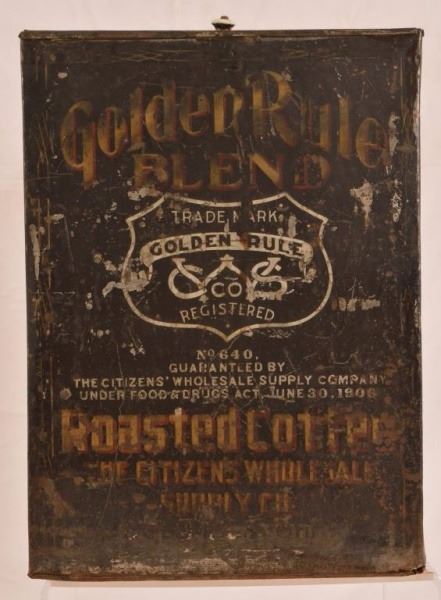 Golden Rule
BLEND
TRADE MARK
GOLDEN RULE
CO
REGISTERED
No 640.
GUARANTEED BY
THE CITIZENS' WHOLESALE SUPPLY COMPANY
UNDER FOOD & DRUGS ACT, JUNE 30, 1906
Roasted Coffee
THE CITIZENS WHOLESALE
SUPPLY CO.